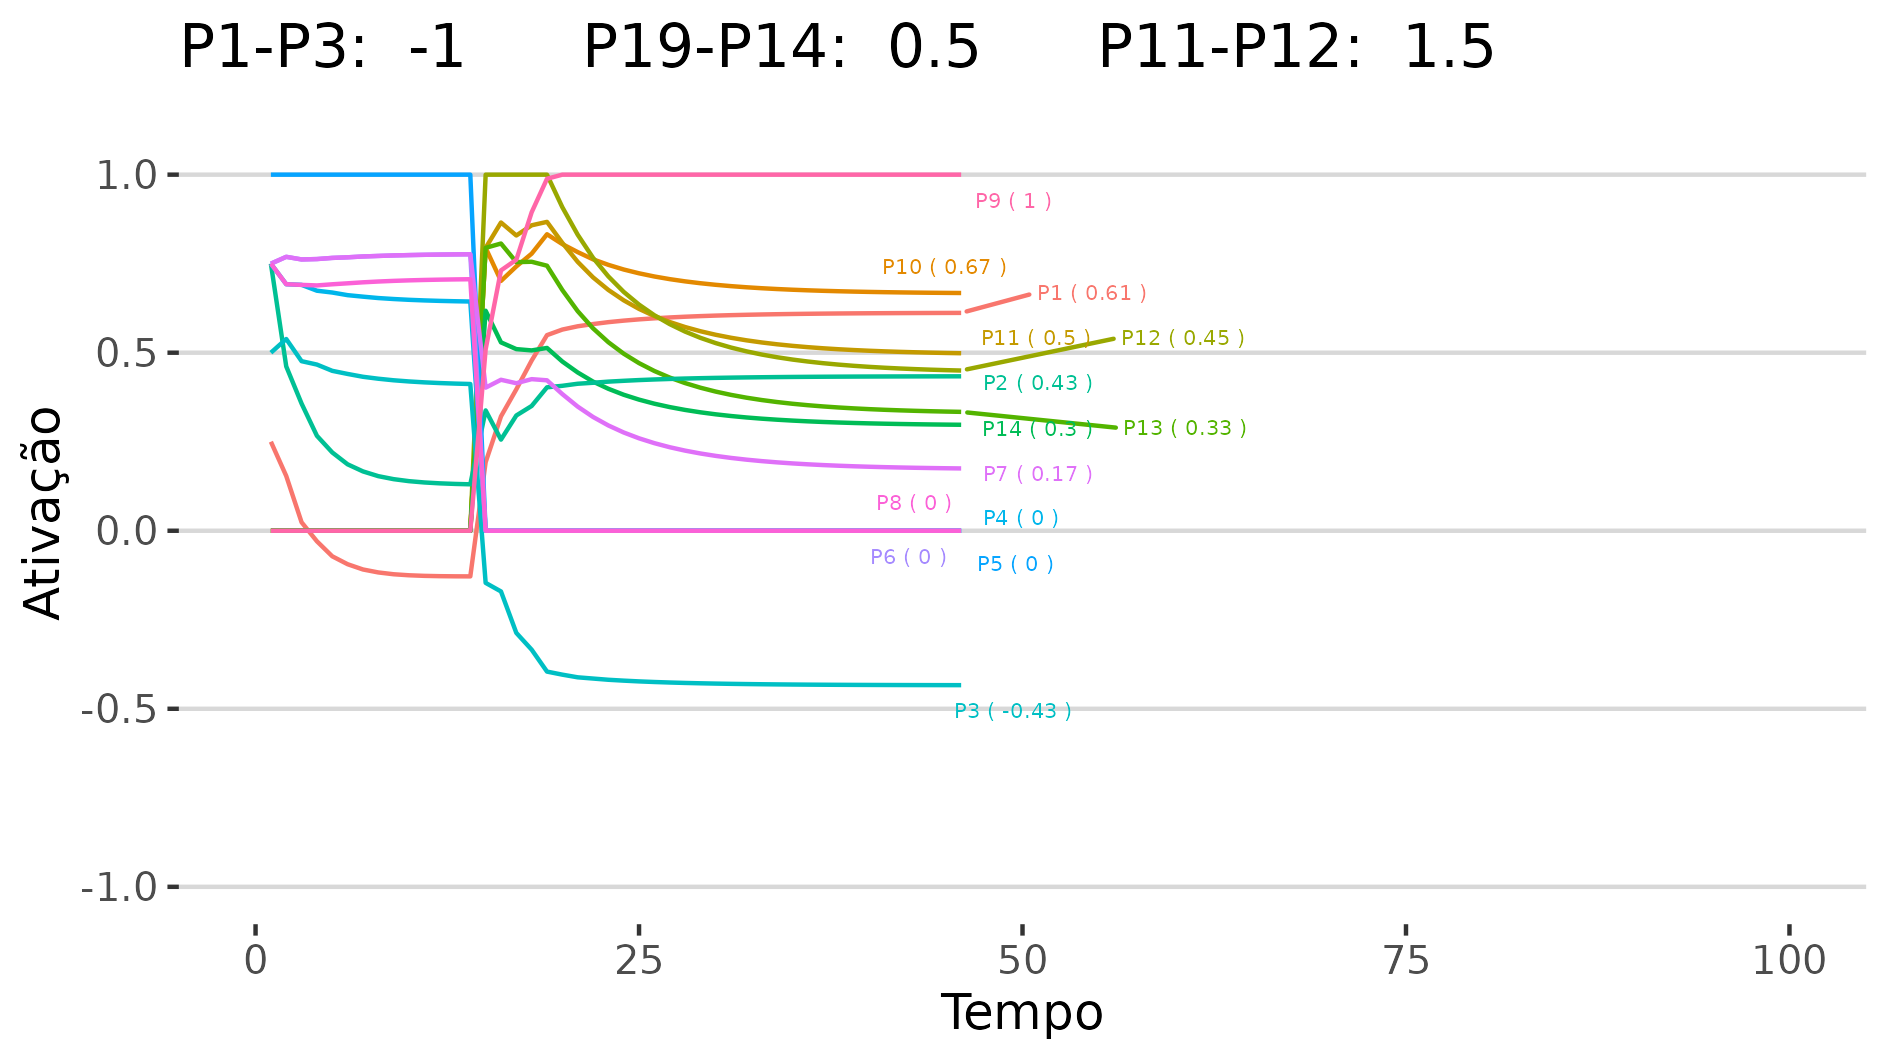 P1-P3:  -1      P19-P14:  0.5      P11-P12:  1.5
1.0
0.5
0.0
-0.5
-1.0
Ativação
P9 ( 1 )
P10 ( 0.67 )
P1 ( 0.61 )
P11 ( 0.5 )
P12 ( 0.45 )
P2 ( 0.43 )
P14 ( 0.3 )
P13 ( 0.33 )
P7 ( 0.17 )
P8 ( 0 )
P4 ( 0 )
P6 ( 0 )
P5 ( 0 )
P3 ( -0.43 )
0 25 50 75 100
Tempo